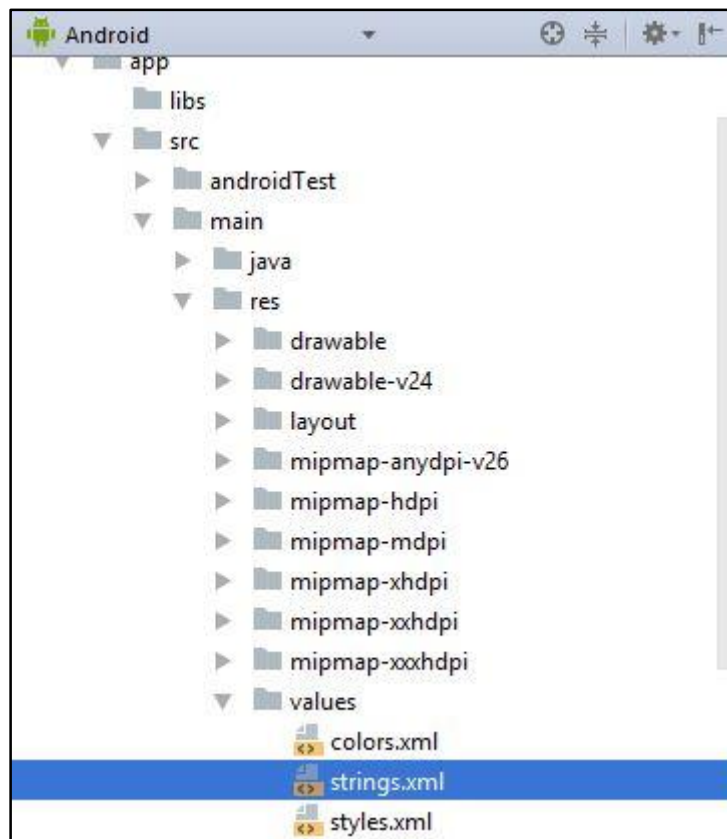 Android
app
libs
src
androidTest
main
java
res
drawable
drawable-v24
layout
mipmap-anydpi-v26
mipmap-hdpi
mipmap-mdpi
mipmap-xhdpi
mipmap-xxhdpi
mipmap-xxxhdpi
values
colors.xml
strings.xml
styles.xml